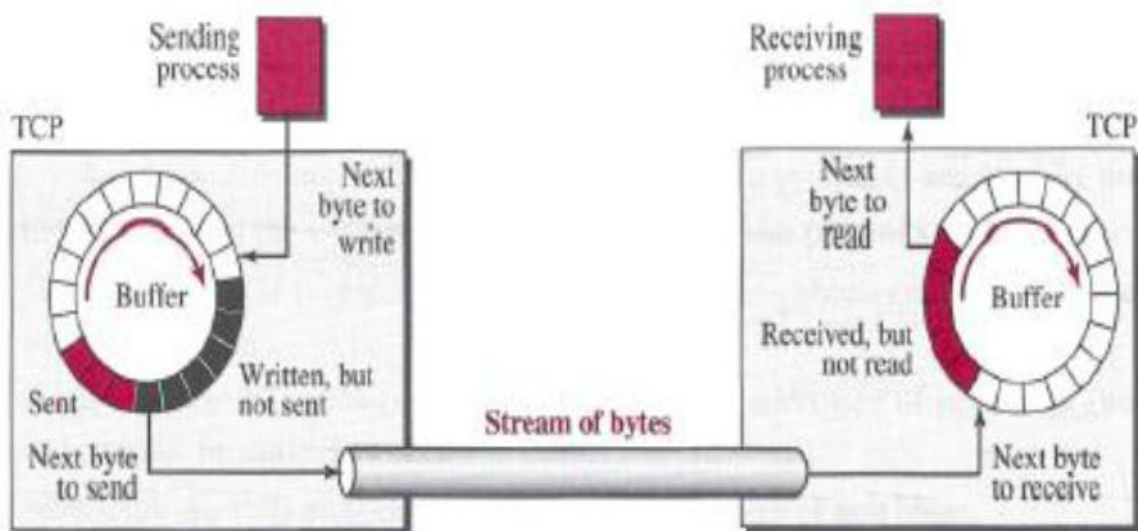 Sending
process
Receiving
process
TCP
TCP
Next
byte to
write
Next
byte to
read
Buffer
Buffer
Received, but
not read
Written, but
not sent
Sent
Stream of bytes
Next byte
to send
Next byte
to receive